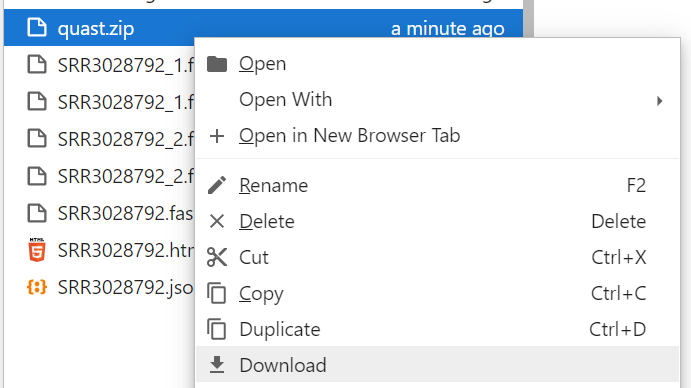 quast.zip a minute ago
SRR3028792_1.f
SRR3028792_1.f
SRR3028792_2.f
SRR3028792_2.f
SRR3028792.fas
SRR3028792.htm
SRR3028792.jso
Open
Open With
Open in New Browser Tab
Rename F2
Delete Delete
Cut Ctrl+X
Copy Ctrl+C
Duplicate Ctrl+D
Download